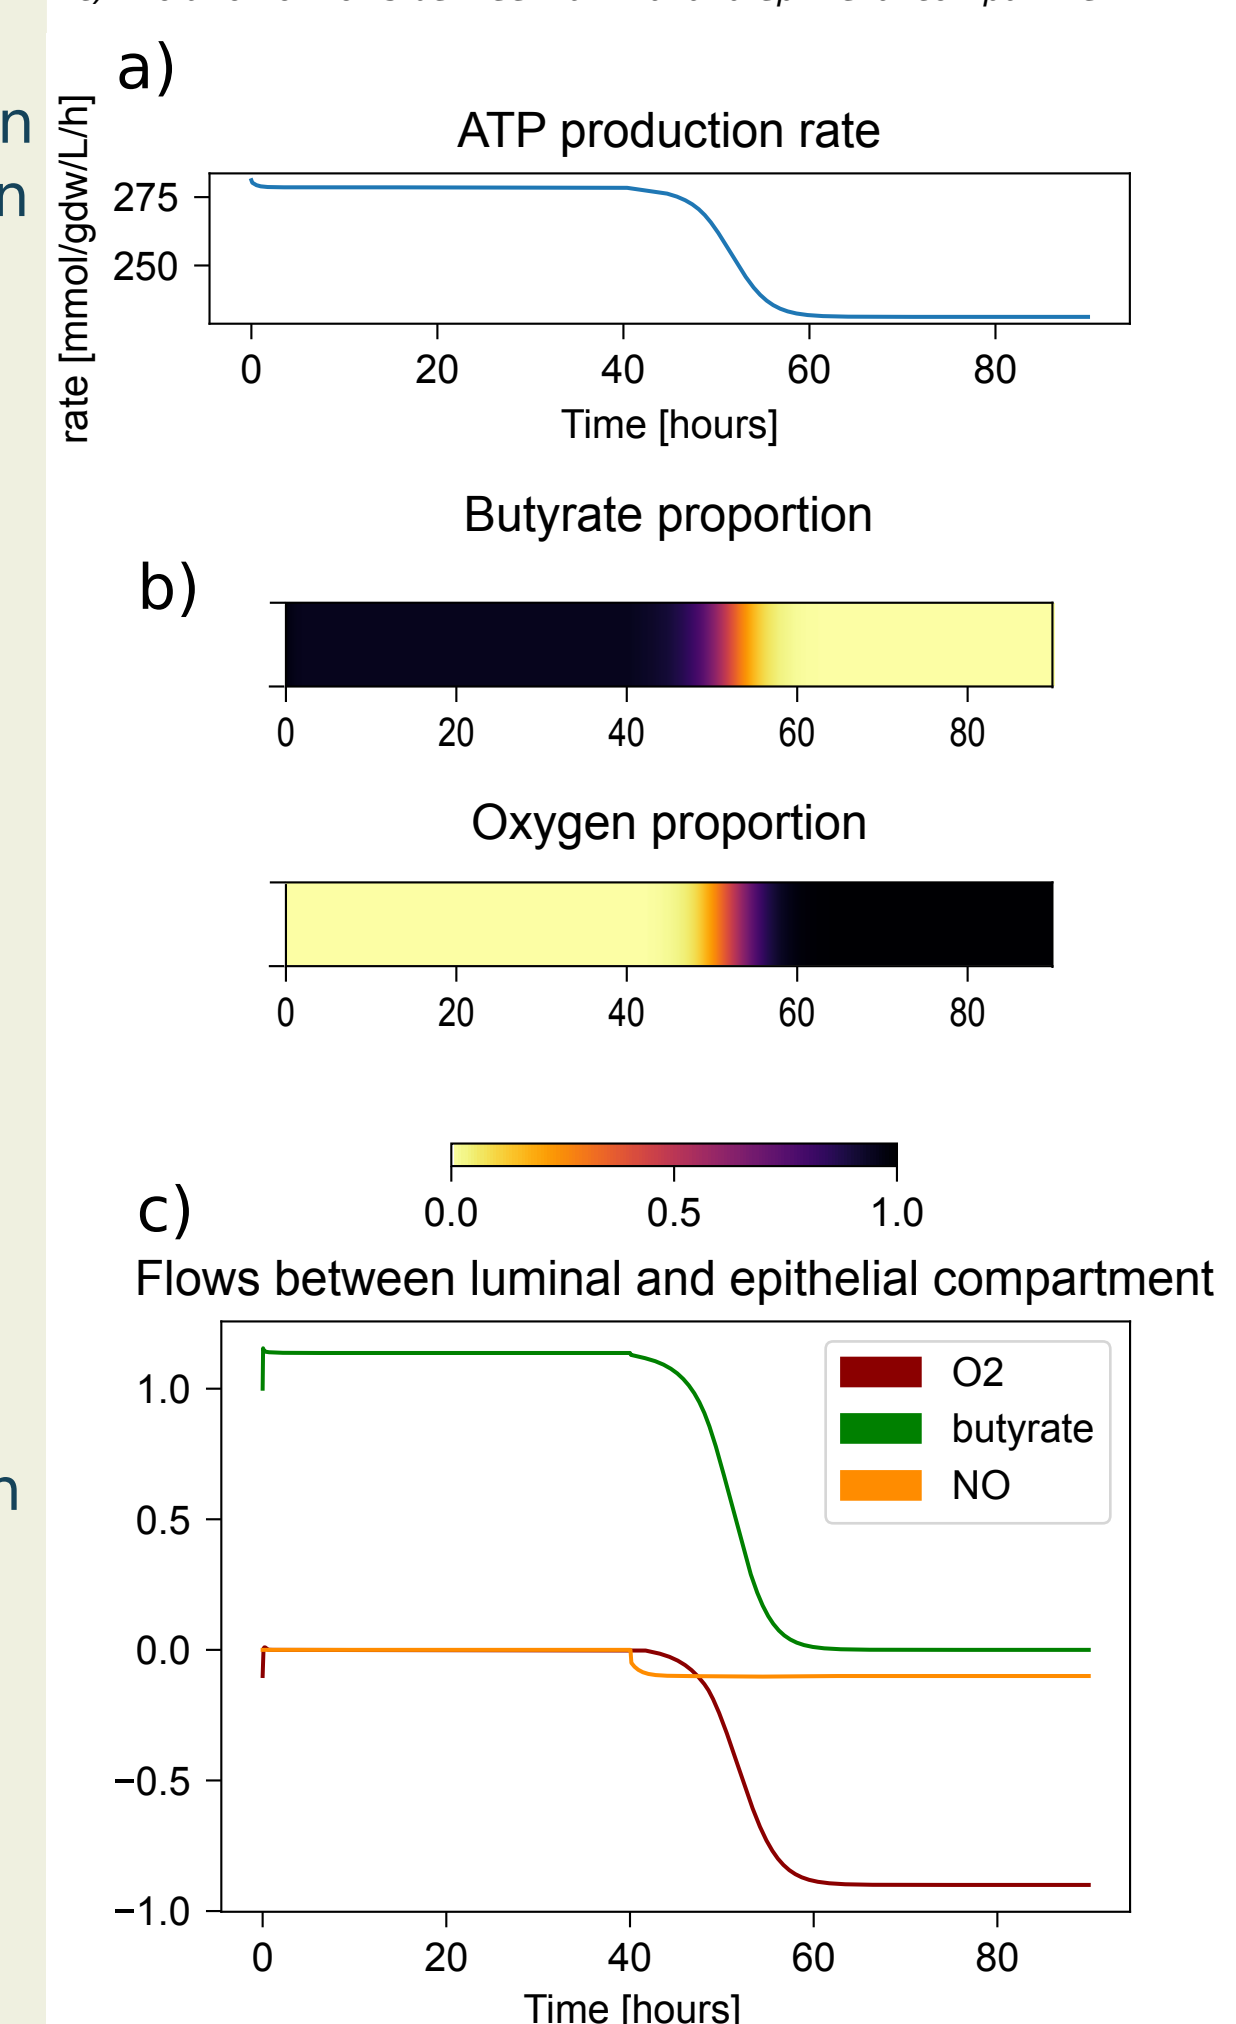 a)
ATP production rate
rate [mmol/gdw/L/h]
275
250
0 20 40 60 80
Time [hours]
Butyrate proportion
b)
0 20 40 60 80
Oxygen proportion
0 20 40 60 80
0.0 0.5 1.0
c)
Flows between luminal and epithelial compartment
O2
butyrate
NO
1.0
0.5
0.0
−0.5
−1.0
0 20 40 60 80
Time [hours]
n
n
n